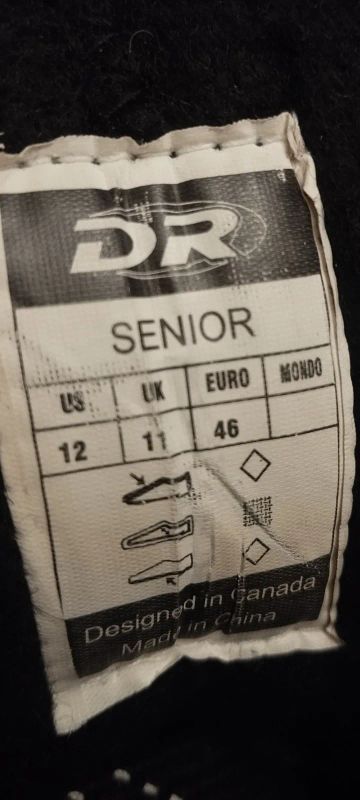 DR
SENIOR
US UK EURO MONDO
12 11 46
Designed in Canada
Made in China